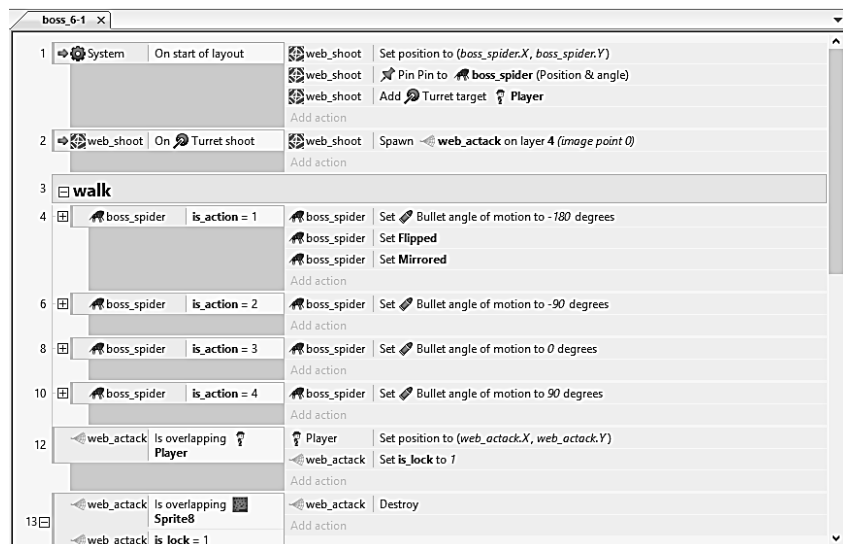 boss_6-1 ×
1 System On start of layout web_shoot Set position to (boss_spider.X, boss_spider.Y)
web_shoot Pin Pin to boss_spider (Position & angle)
web_shoot Add Turret target Player
Add action
2 web_shoot On Turret shoot web_shoot Spawn web_actack on layer 4 (image point 0)
Add action
3 walk
4 boss_spider is_action = 1 boss_spider Set Bullet angle of motion to -180 degrees
boss_spider Set Flipped
boss_spider Set Mirrored
Add action
6 boss_spider is_action = 2 boss_spider Set Bullet angle of motion to -90 degrees
Add action
8 boss_spider is_action = 3 boss_spider Set Bullet angle of motion to 0 degrees
Add action
10 boss_spider is_action = 4 boss_spider Set Bullet angle of motion to 90 degrees
Add action
12 web_actack Is overlapping Player Player Set position to (web_actack.X, web_actack.Y)
web_actack Set is_lock to 1
Add action
13 web_actack Is overlapping Sprite8 web_actack Destroy
Add action
web_actack is_lock = 1